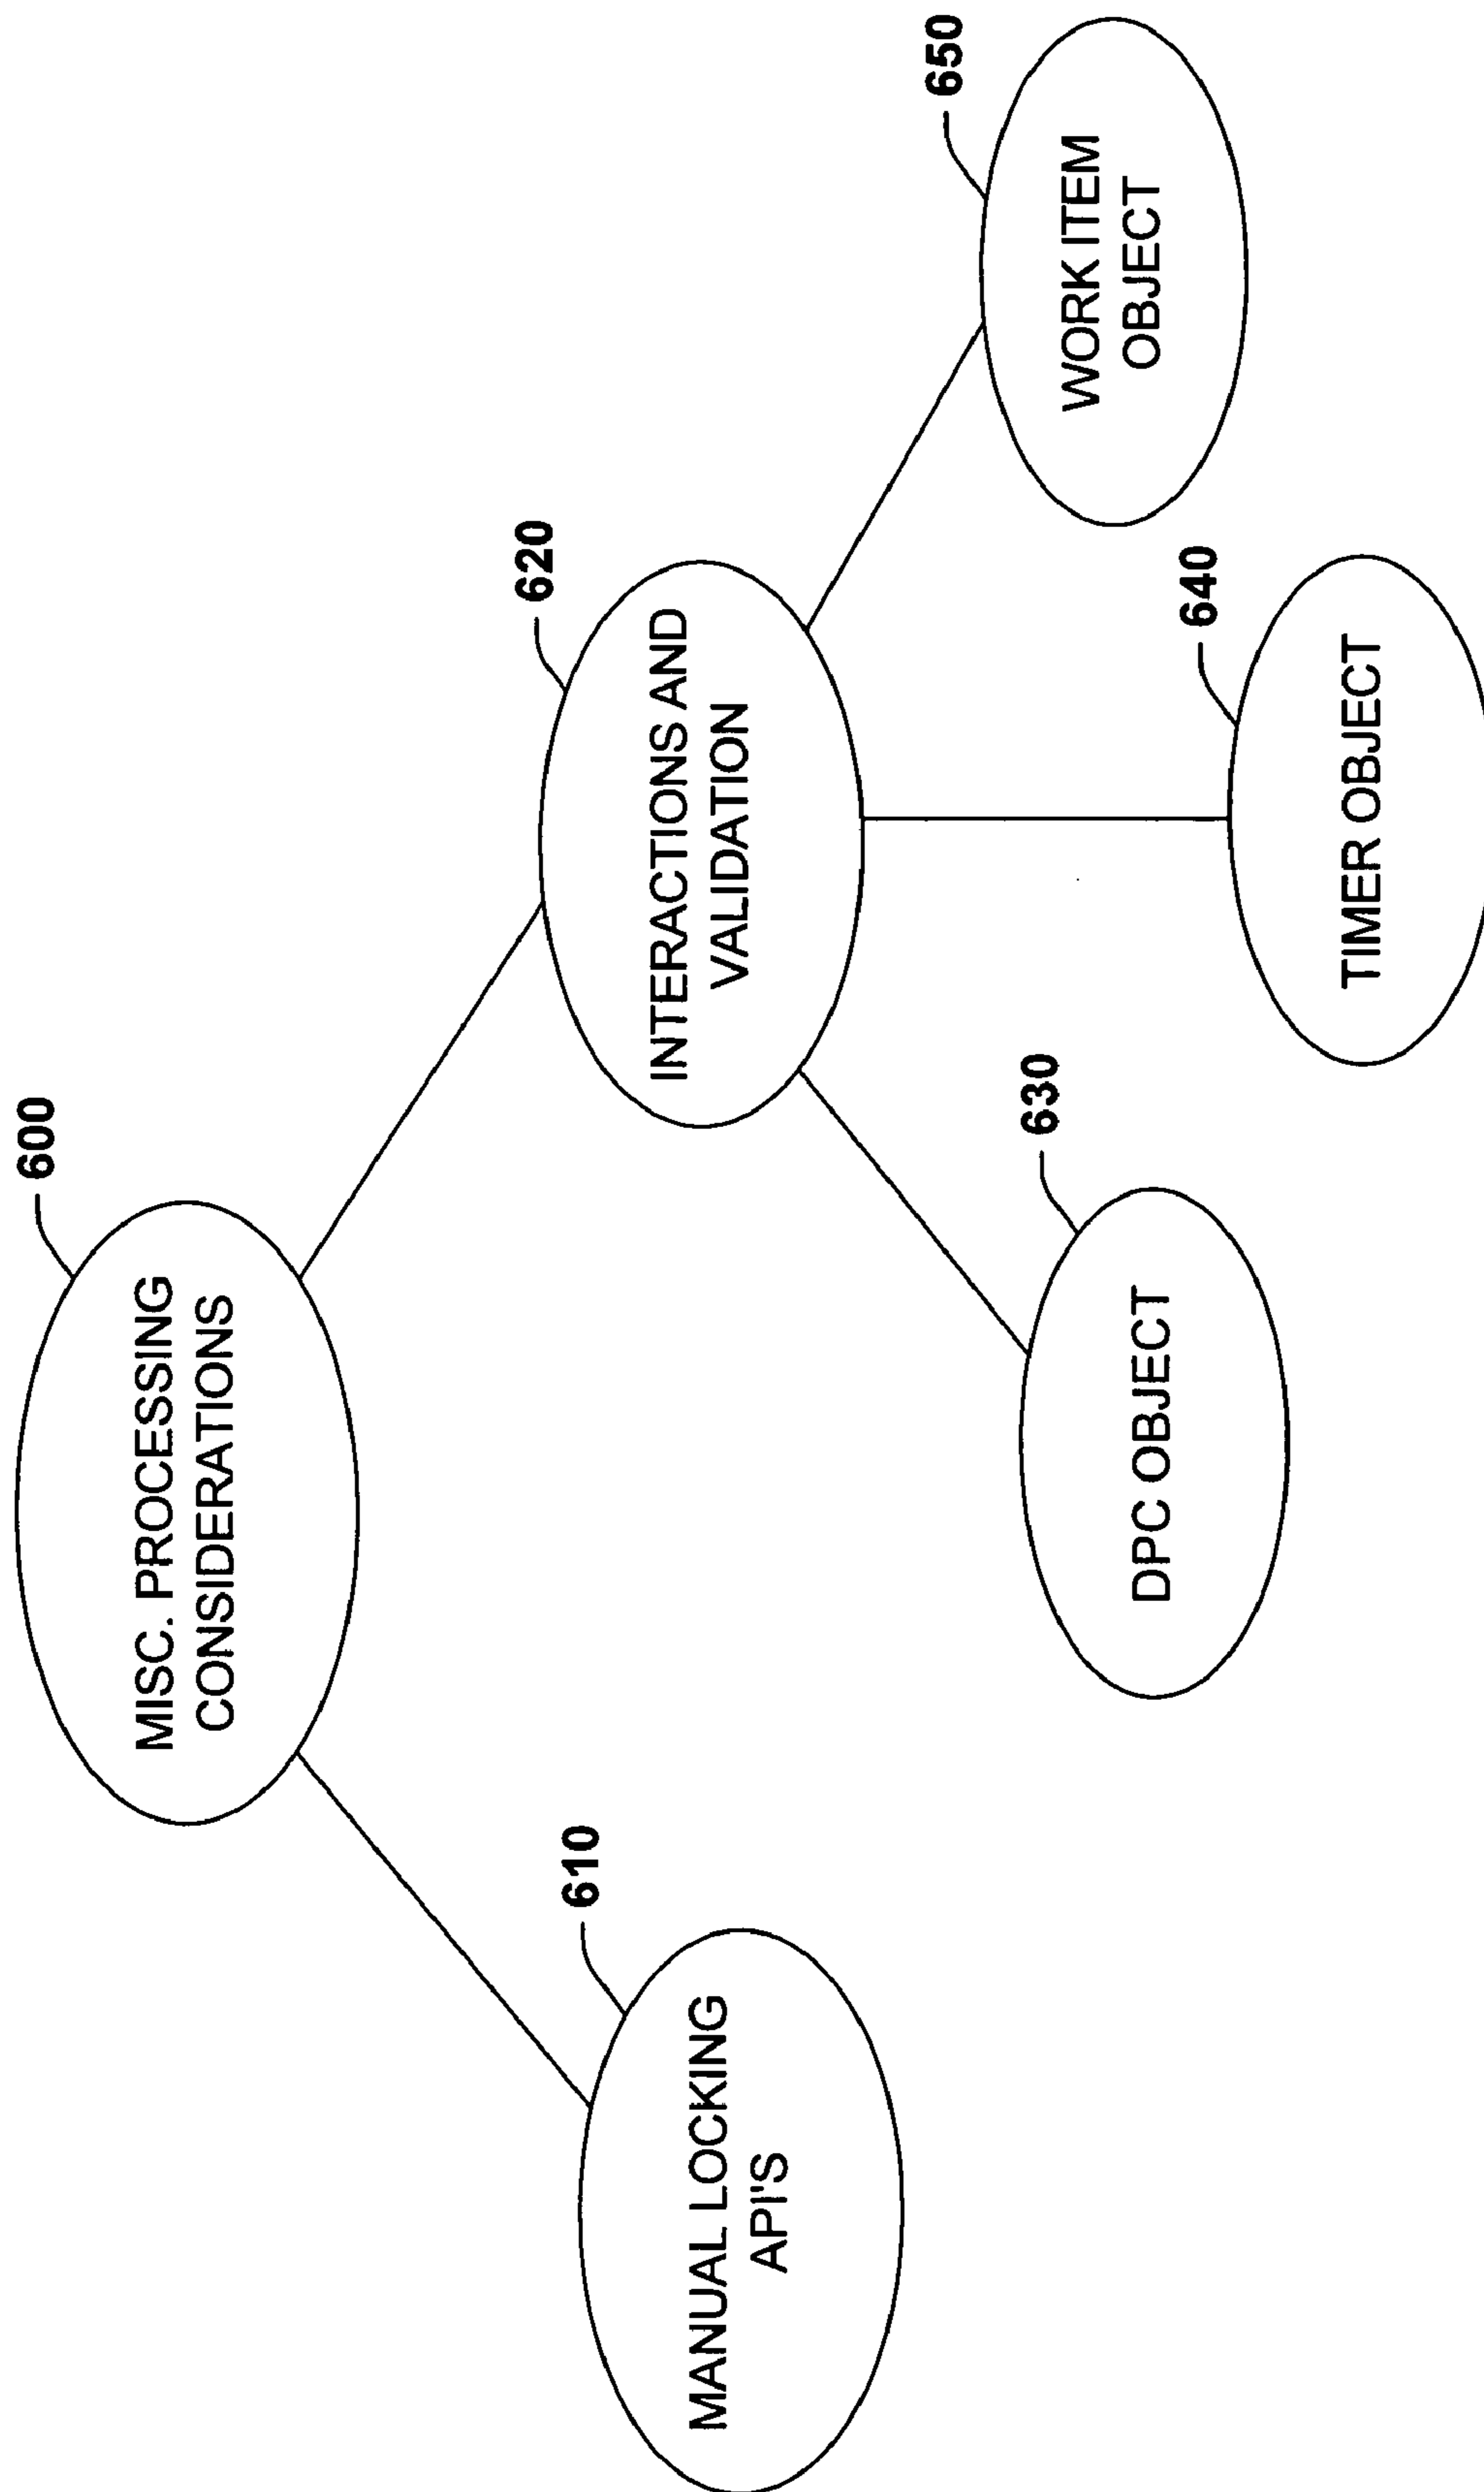 600
MISC. PROCESSING
CONSIDERATIONS
610
MANUAL LOCKING
API'S
620
INTERACTIONS AND
VALIDATION
630
DPC OBJECT
640
TIMER OBJECT
650
WORK ITEM
OBJECT